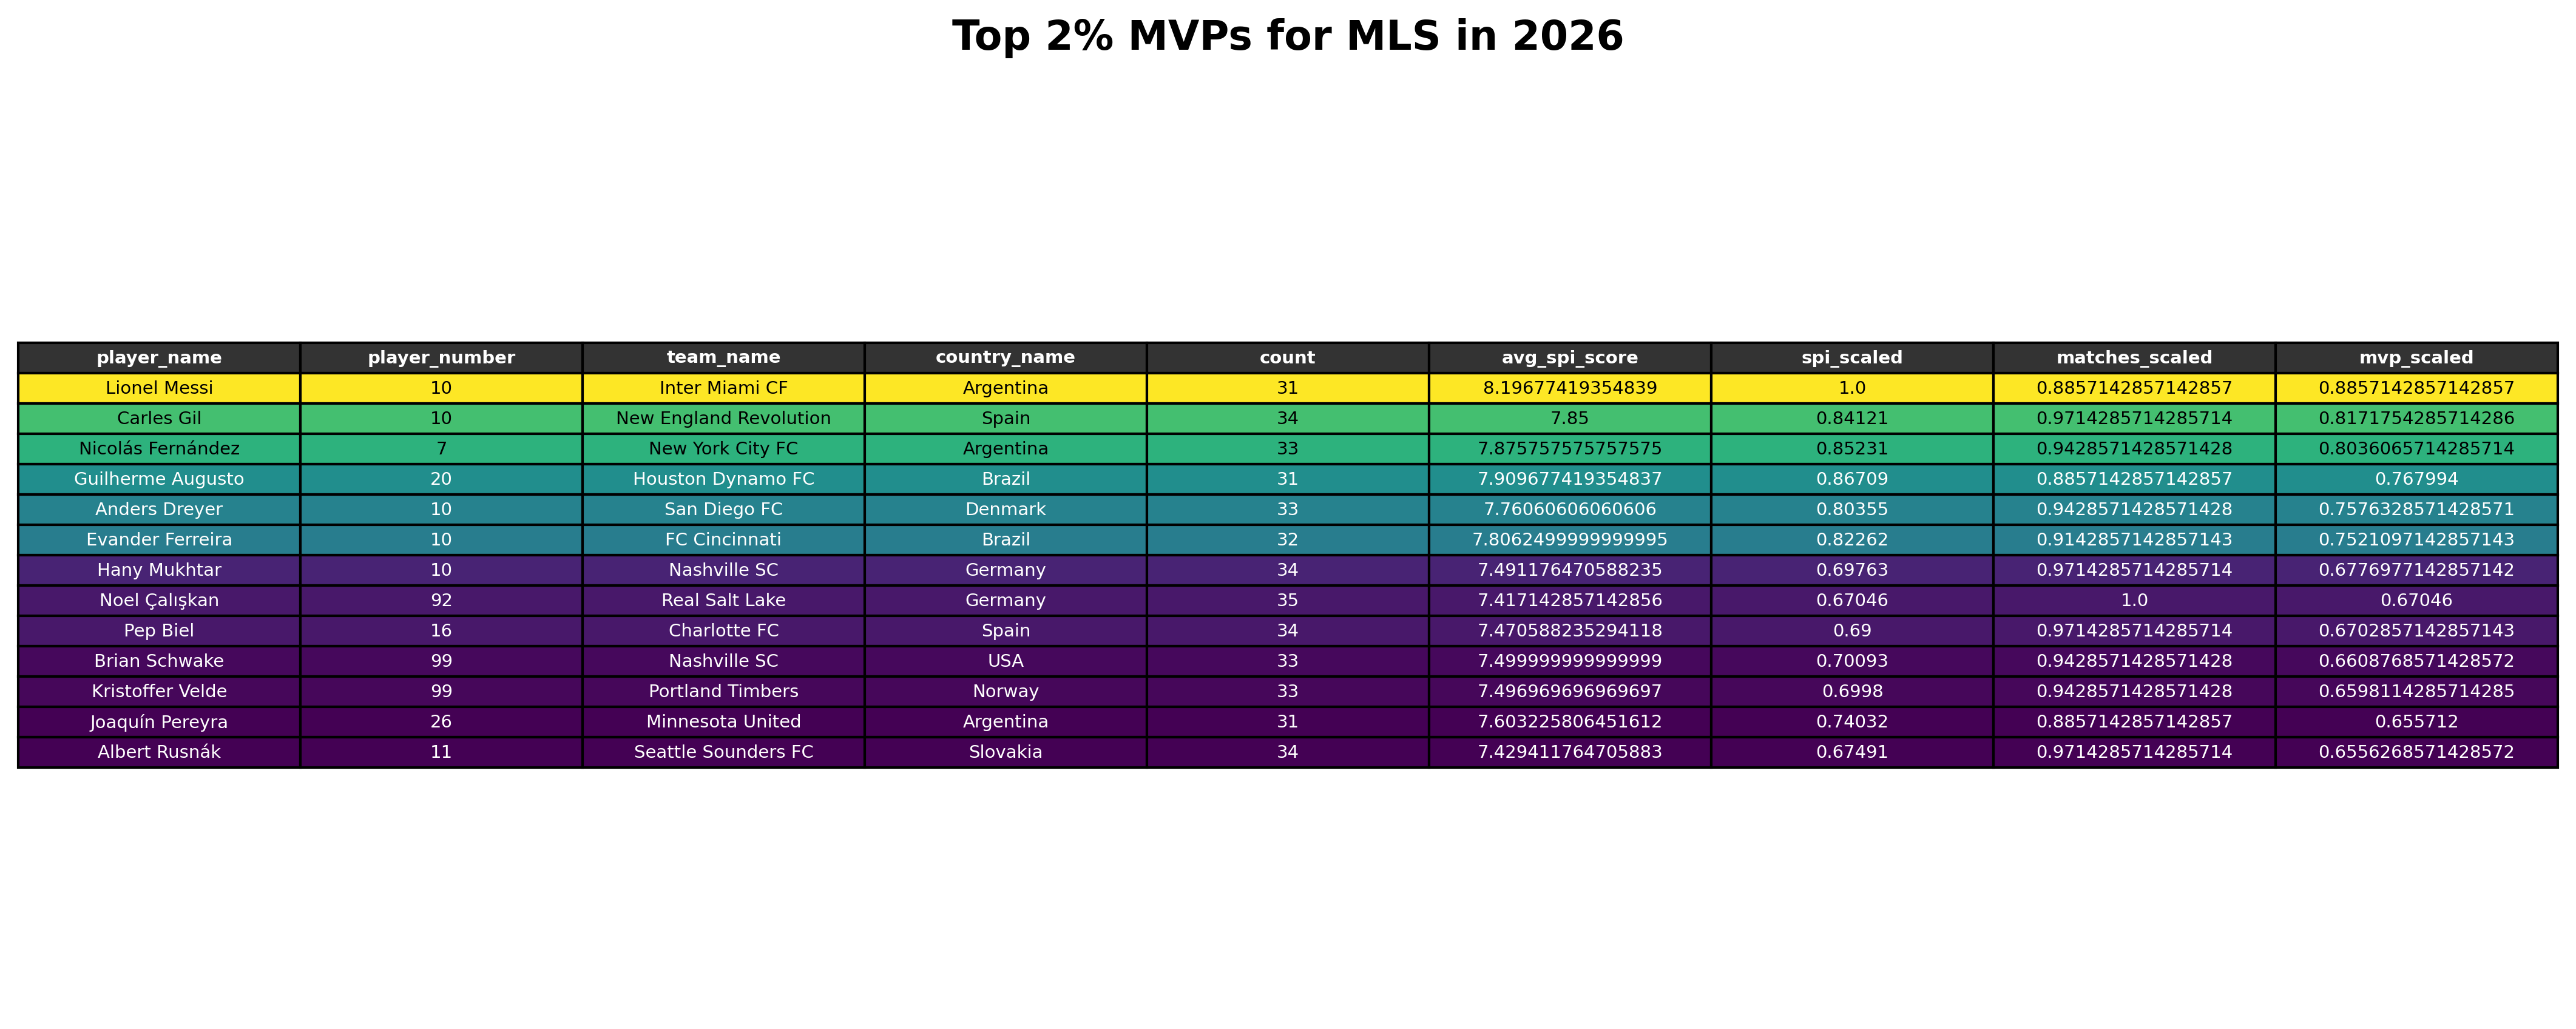 Top 2% MVPs for MLS in 2026
player_name player_number team_name country_name count avg_spi_score spi_scaled matches_scaled mvp_scaled
Lionel Messi 10 Inter Miami CF Argentina 31 8.19677419354839 1.0 0.8857142857142857 0.8857142857142857
Carles Gil 10 New England Revolution Spain 34 7.85 0.84121 0.9714285714285714 0.8171754285714286
Nicolás Fernández 7 New York City FC Argentina 33 7.875757575757575 0.85231 0.9428571428571428 0.8036065714285714
Guilherme Augusto 20 Houston Dynamo FC Brazil 31 7.909677419354837 0.86709 0.8857142857142857 0.767994
Anders Dreyer 10 San Diego FC Denmark 33 7.76060606060606 0.80355 0.9428571428571428 0.7576328571428571
Evander Ferreira 10 FC Cincinnati Brazil 32 7.8062499999999995 0.82262 0.9142857142857143 0.7521097142857143
Hany Mukhtar 10 Nashville SC Germany 34 7.491176470588235 0.69763 0.9714285714285714 0.6776977142857142
Noel Çalışkan 92 Real Salt Lake Germany 35 7.417142857142856 0.67046 1.0 0.67046
Pep Biel 16 Charlotte FC Spain 34 7.470588235294118 0.69 0.9714285714285714 0.6702857142857143
Brian Schwake 99 Nashville SC USA 33 7.499999999999999 0.70093 0.9428571428571428 0.6608768571428572
Kristoffer Velde 99 Portland Timbers Norway 33 7.496969696969697 0.6998 0.9428571428571428 0.6598114285714285
Joaquín Pereyra 26 Minnesota United Argentina 31 7.603225806451612 0.74032 0.8857142857142857 0.655712
Albert Rusnák 11 Seattle Sounders FC Slovakia 34 7.429411764705883 0.67491 0.9714285714285714 0.6556268571428572